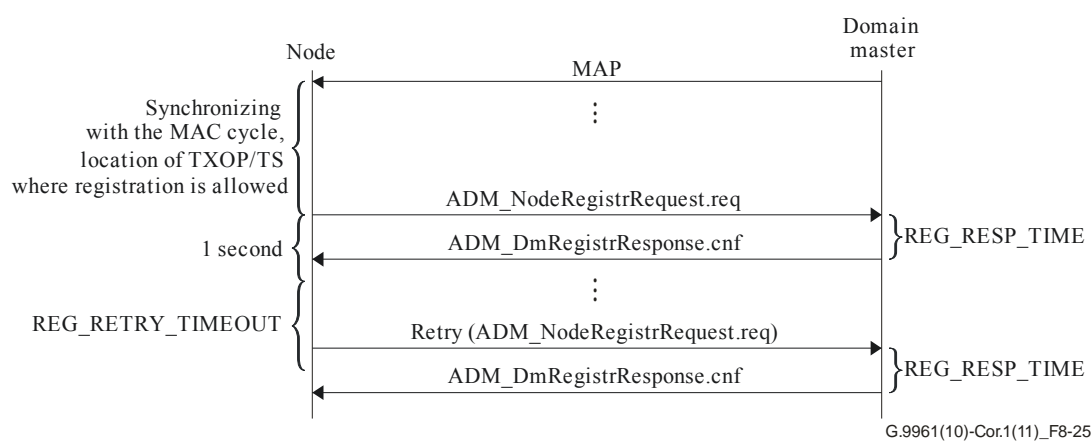 Domain
master
Node
MAP
Synchronizing
with the MAC cycle,
location of TXOP/TS
where registration is allowed
ADM_NodeRegistrRequest.req
REG_RESP_TIME
1 second
ADM_DmRegistrResponse.cnf
REG_RETRY_TIMEOUT
Retry (ADM_NodeRegistrRequest.req)
REG_RESP_TIME
ADM_DmRegistrResponse.cnf
G.9961(10)-Cor.1(11)_F8-25